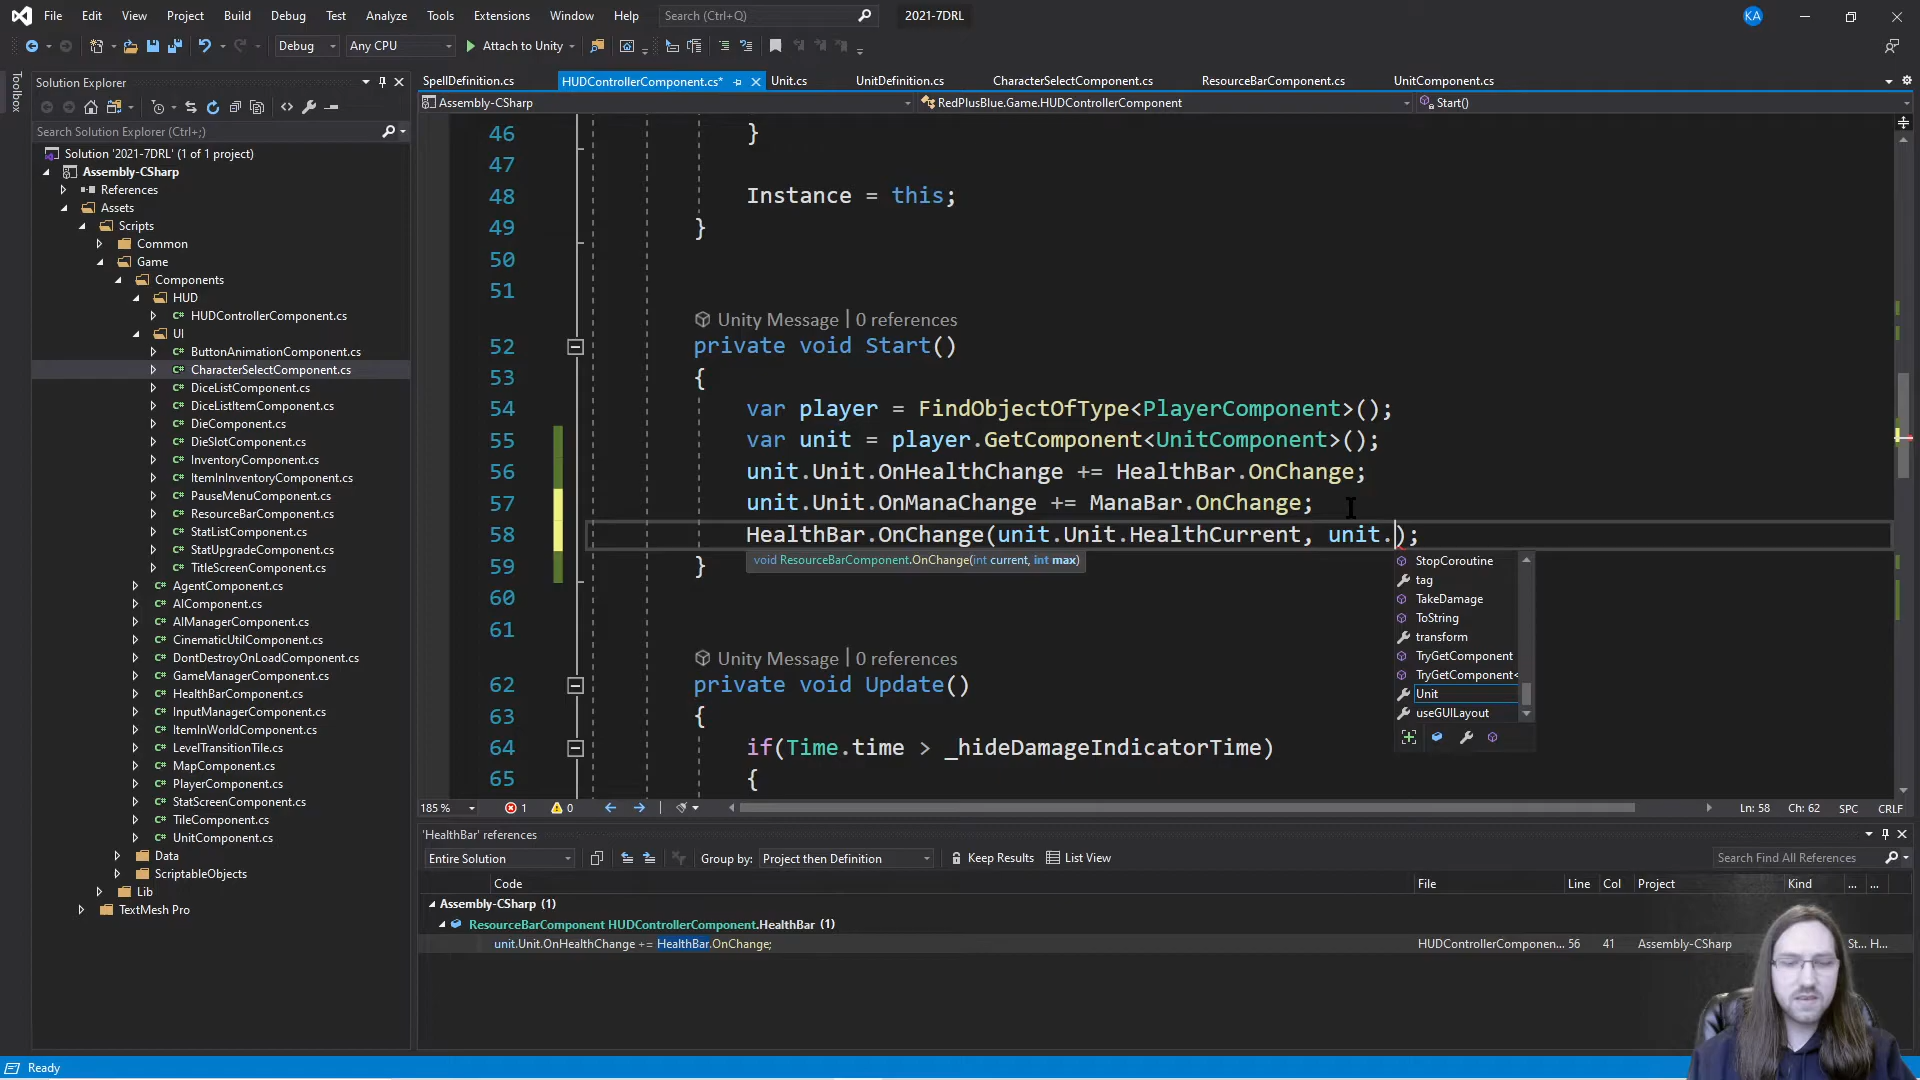 File Edit View Project Build Debug Test Analyze Tools Extensions Window Help Search (Ctrl+Q) 2021-7DRL KA
Debug Any CPU Attach to Unity
Toolbox
Solution Explorer
Search Solution Explorer (Ctrl+;)
Solution '2021-7DRL' (1 of 1 project)
Assembly-CSharp
References
Assets
Scripts
Common
Game
Components
HUD
HUDControllerComponent.cs
UI
ButtonAnimationComponent.cs
CharacterSelectComponent.cs
DiceListComponent.cs
DiceListItemComponent.cs
DieComponent.cs
DieSlotComponent.cs
InventoryComponent.cs
ItemInInventoryComponent.cs
PauseMenuComponent.cs
ResourceBarComponent.cs
StatListComponent.cs
StatUpgradeComponent.cs
TitleScreenComponent.cs
AgentComponent.cs
AIComponent.cs
AIManagerComponent.cs
CinematicUtilComponent.cs
DontDestroyOnLoadComponent.cs
GameManagerComponent.cs
HealthBarComponent.cs
InputManagerComponent.cs
ItemInWorldComponent.cs
LevelTransitionTile.cs
MapComponent.cs
PlayerComponent.cs
StatScreenComponent.cs
TileComponent.cs
UnitComponent.cs
Data
ScriptableObjects
Lib
TextMesh Pro
SpellDefinition.cs HUDControllerComponent.cs* Unit.cs UnitDefinition.cs CharacterSelectComponent.cs ResourceBarComponent.cs UnitComponent.cs
Assembly-CSharp RedPlusBlue.Game.HUDControllerComponent Start()
46 }
47
48 Instance = this;
49 }
50
51
Unity Message | 0 references
52 private void Start()
53 {
54 var player = FindObjectOfType<PlayerComponent>();
55 var unit = player.GetComponent<UnitComponent>();
56 unit.Unit.OnHealthChange += HealthBar.OnChange;
57 unit.Unit.OnManaChange += ManaBar.OnChange;
58 HealthBar.OnChange(unit.Unit.HealthCurrent, unit.);
void ResourceBarComponent.OnChange(int current, int max)
59 }
60
61
Unity Message | 0 references
62 private void Update()
63 {
64 if(Time.time > _hideDamageIndicatorTime)
65 {
StopCoroutine
tag
TakeDamage
ToString
transform
TryGetComponent
TryGetComponent<
Unit
useGUILayout
185 % 1 0 Ln: 58 Ch: 62 SPC CRLF
'HealthBar' references
Entire Solution Group by: Project then Definition Keep Results List View Search Find All References
Code File Line Col Project Kind ... ...
Assembly-CSharp (1)
ResourceBarComponent HUDControllerComponent.HealthBar (1)
unit.Unit.OnHealthChange += HealthBar.OnChange; HUDControllerComponen... 56 41 Assembly-CSharp St... H...
Ready